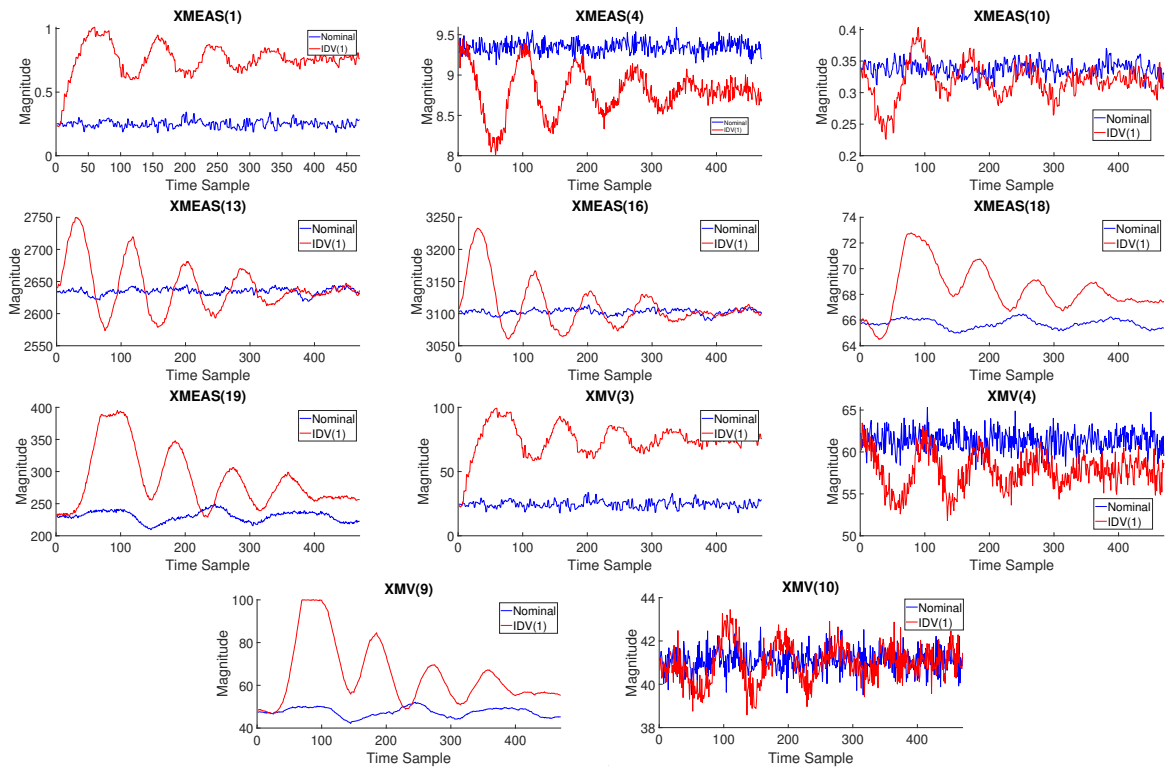 XMEAS(1)
Magnitude
1
0.5
0
0 50 100 150 200 250 300 350 400 450
Time Sample
Nominal
IDV(1)
XMEAS(4)
Magnitude
9.5
9
8.5
8
0 100 200 300 400
Time Sample
Nominal
IDV(1)
XMEAS(10)
Magnitude
0.4
0.35
0.3
0.25
0.2
0 100 200 300 400
Time Sample
Nominal
IDV(1)
XMEAS(13)
Magnitude
2750
2700
2650
2600
2550
0 100 200 300 400
Time Sample
Nominal
IDV(1)
XMEAS(16)
Magnitude
3250
3200
3150
3100
3050
0 100 200 300 400
Time Sample
Nominal
IDV(1)
XMEAS(18)
Magnitude
74
72
70
68
66
64
0 100 200 300 400
Time Sample
Nominal
IDV(1)
XMEAS(19)
Magnitude
400
350
300
250
200
0 100 200 300 400
Time Sample
Nominal
IDV(1)
XMV(3)
Magnitude
100
50
0
0 100 200 300 400
Time Sample
Nominal
IDV(1)
XMV(4)
Magnitude
65
60
55
50
0 100 200 300 400
Time Sample
Nominal
IDV(1)
XMV(9)
Magnitude
100
80
60
40
0 100 200 300 400
Time Sample
Nominal
IDV(1)
XMV(10)
Magnitude
44
42
40
38
0 100 200 300 400
Time Sample
Nominal
IDV(1)